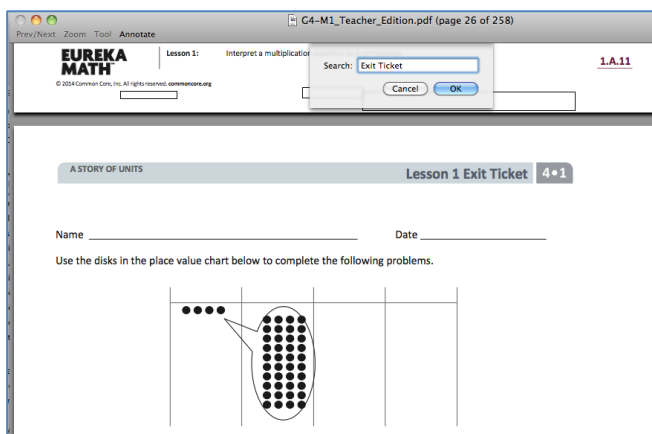 G4-M1_Teacher_Edition.pdf (page 26 of 258)
Prev/Next Zoom Tool Annotate
EUREKA
MATH
Lesson 1:
Interpret a multiplication
© 2014 Common Core, Inc. All rights reserved. commoncore.org
Search: Exit Ticket
Cancel OK
1.A.11
A STORY OF UNITS
Lesson 1 Exit Ticket 4•1
Name
Date
Use the disks in the place value chart below to complete the following problems.